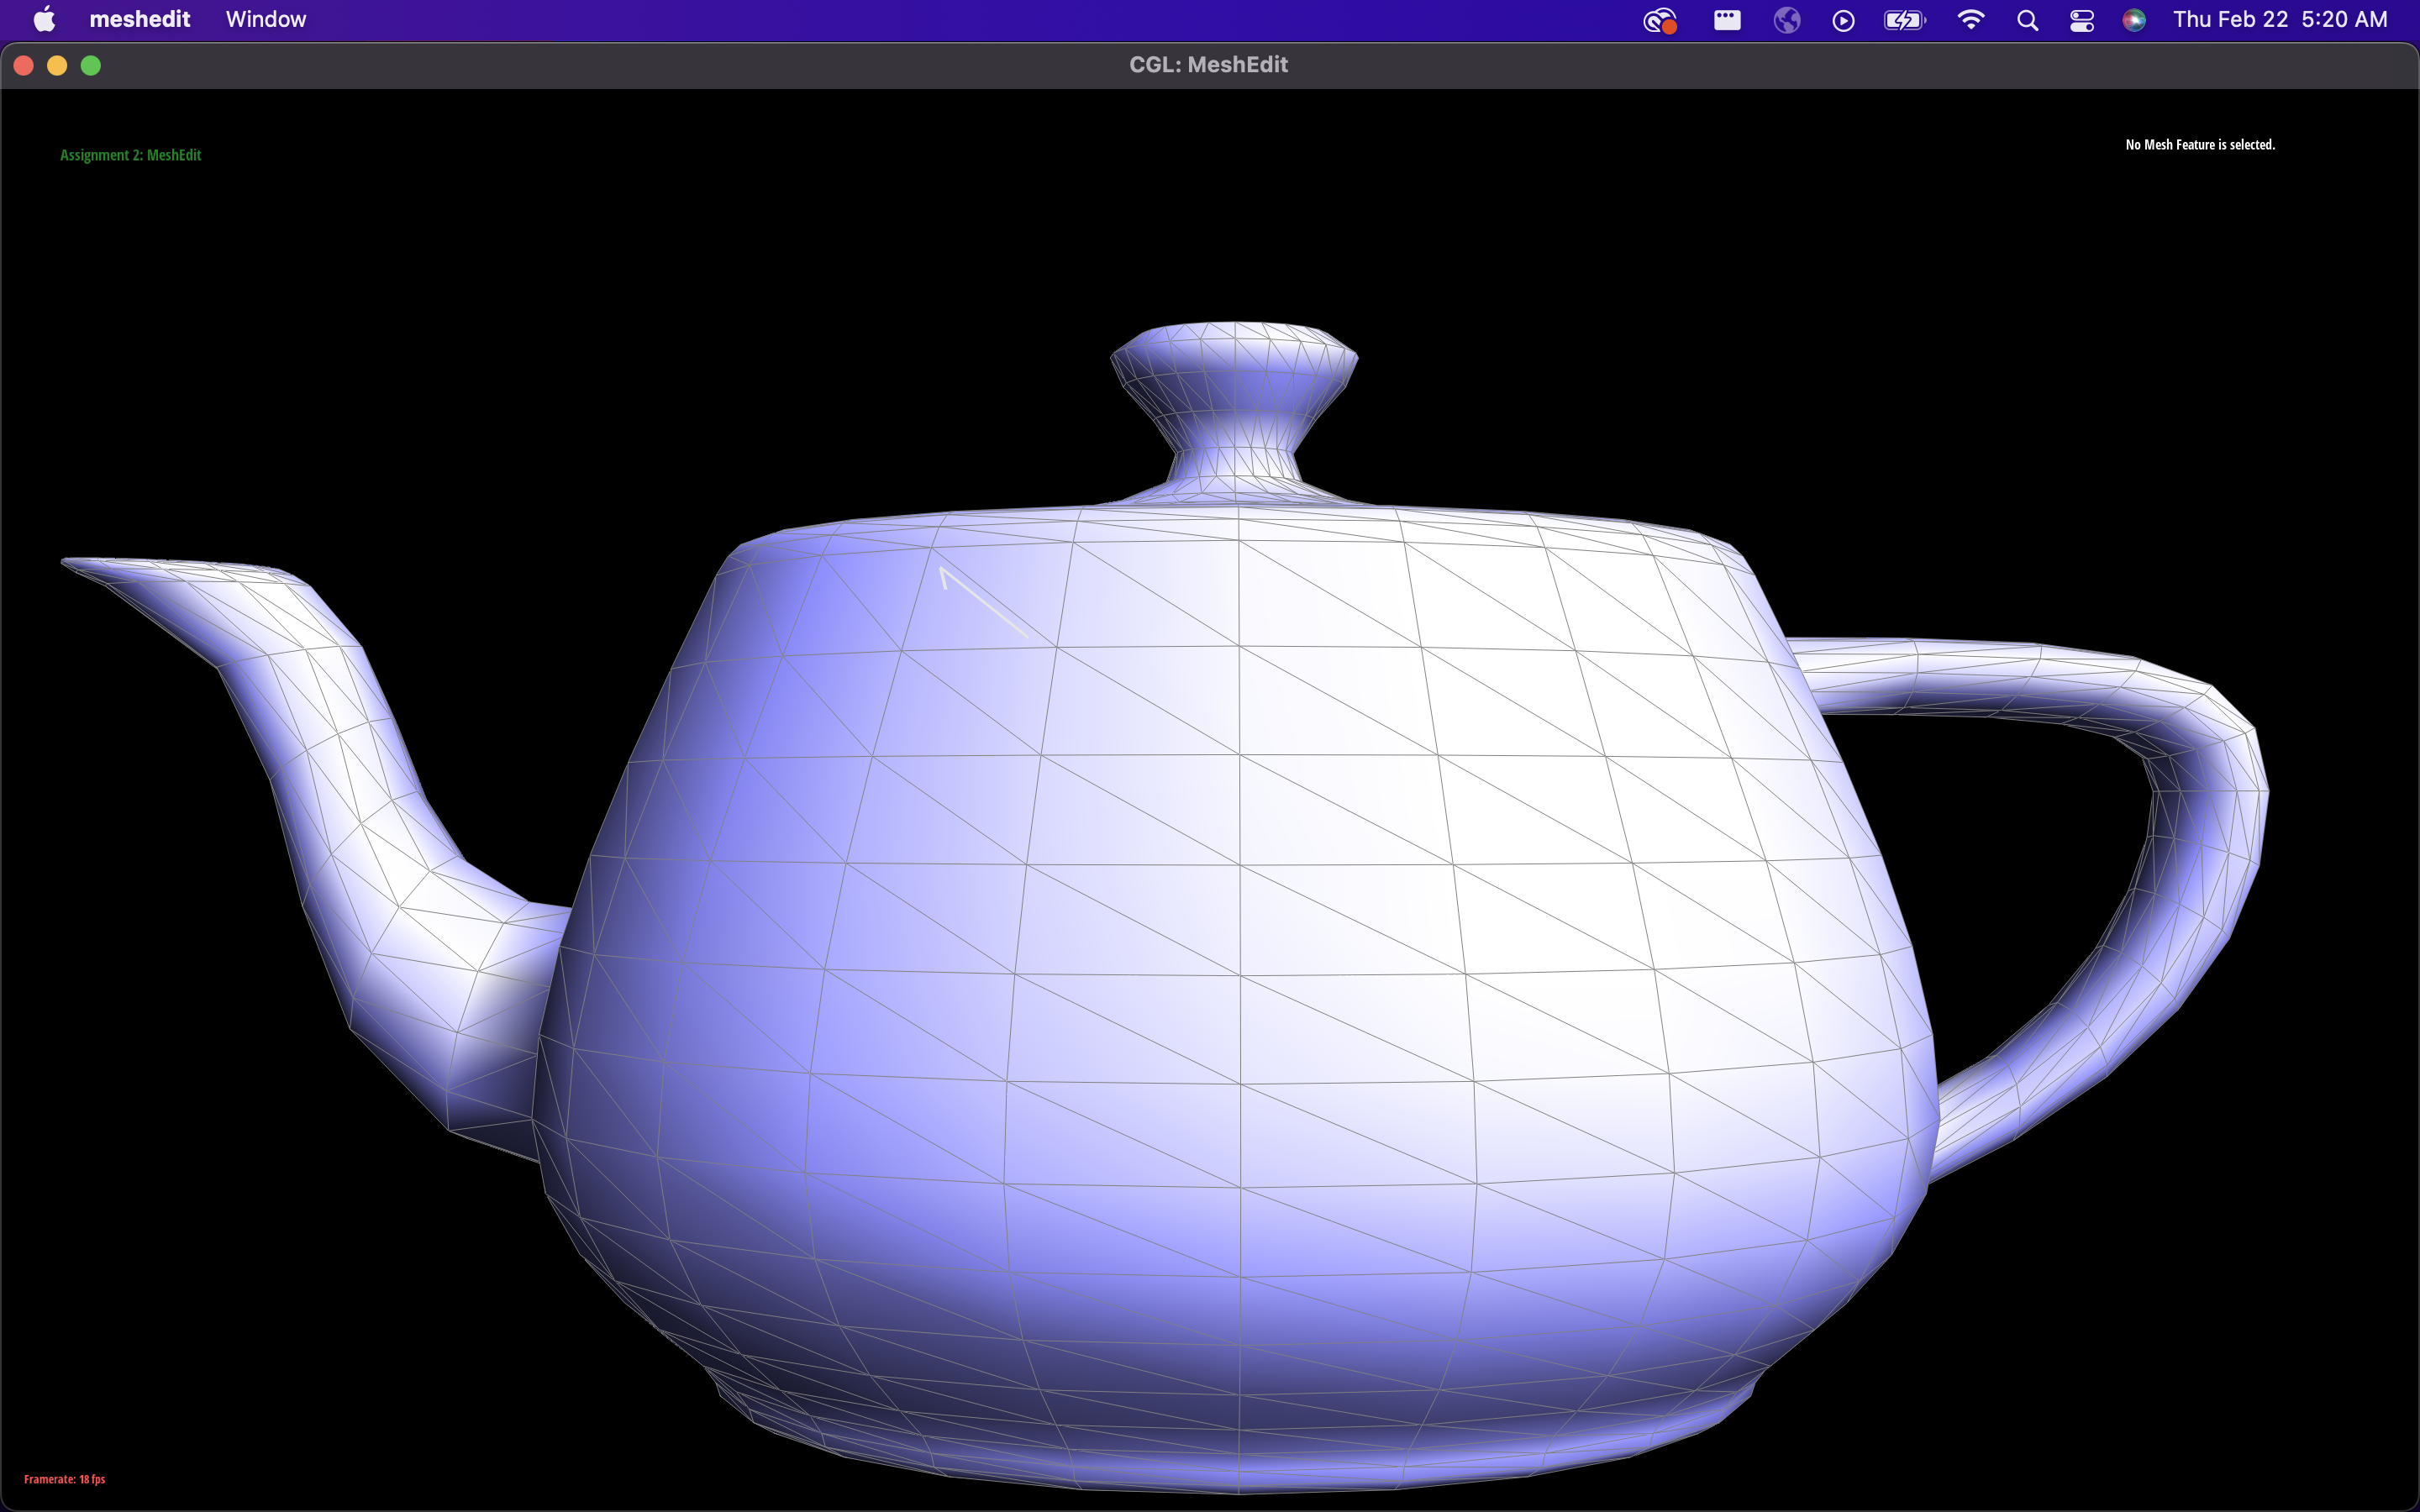 meshedit Window Thu Feb 22 5:20 AM
CGL: MeshEdit
Assignment 2: MeshEdit
No Mesh Feature is selected.
Framerate: 18 fps